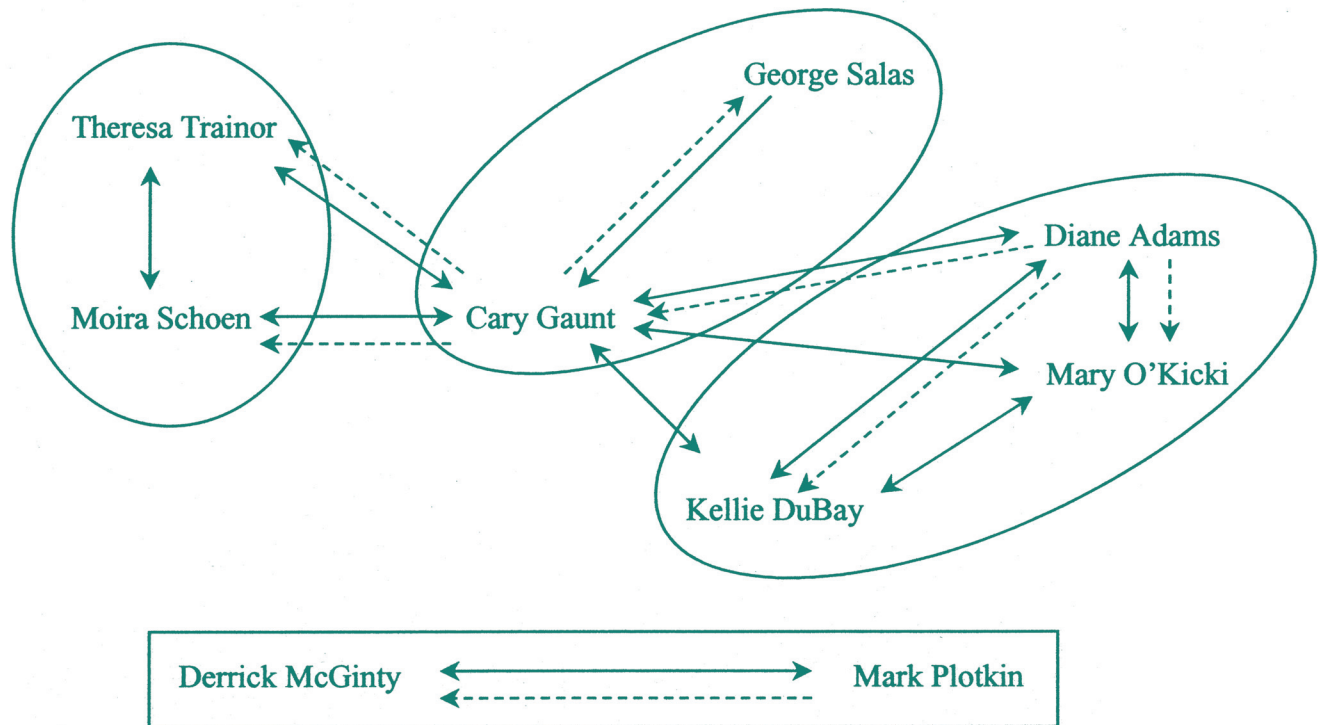 George Salas
Theresa Trainor
Diane Adams
Moira Schoen
Cary Gaunt
Mary O’Kicki
Kellie DuBay
Derrick McGinty
Mark Plotkin